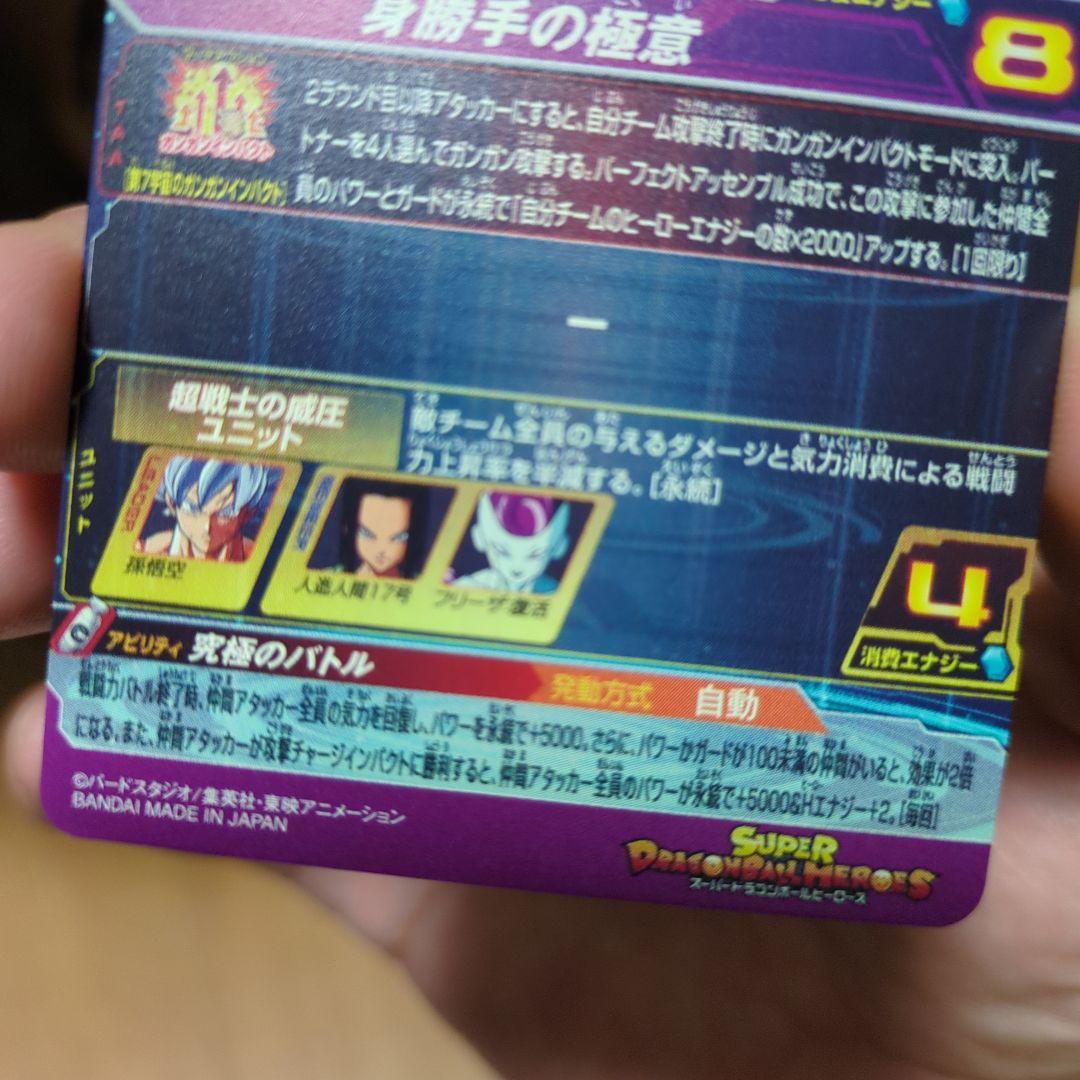 身勝手の極意
8
TPA
ガンガンインパクト
[第7宇宙のガンガンインパクト]
2ラウンド目以降アタッカーにすると、自分チーム攻撃終了時にガンガンインパクトモードに突入。パー
トナーを4人選んでガンガン攻撃する。パーフェクトアッセンブル成功で、この攻撃に参加した仲間全
員のパワーとガードが永続で「自分チームのヒーローエナジーの数×2000」アップする。[1回限り]
ー
ユニット
超戦士の威圧
ユニット
敵チーム全員の与えるダメージと気力消費による戦闘
力上昇率を半減する。[永続]
孫悟空
人造人間17号
フリーザ:復活
4
消費エナジー
アビリティ 究極のバトル
発動方式 自動
戦闘力バトル終了時、仲間アタッカー全員の気力を回復し、パワーを永続で+5000。さらに、パワーかガードが100未満の仲間がいると、効果が2倍
になる。また、仲間アタッカーが攻撃チャージインパクトに勝利すると、仲間アタッカー全員のパワーが永続で+5000&Hエナジー+2。[毎回]
©バードスタジオ/集英社・東映アニメーション
BANDAI MADE IN JAPAN
SUPER
DRAGONBALL HEROES
スーパードラゴンボールヒーローズ